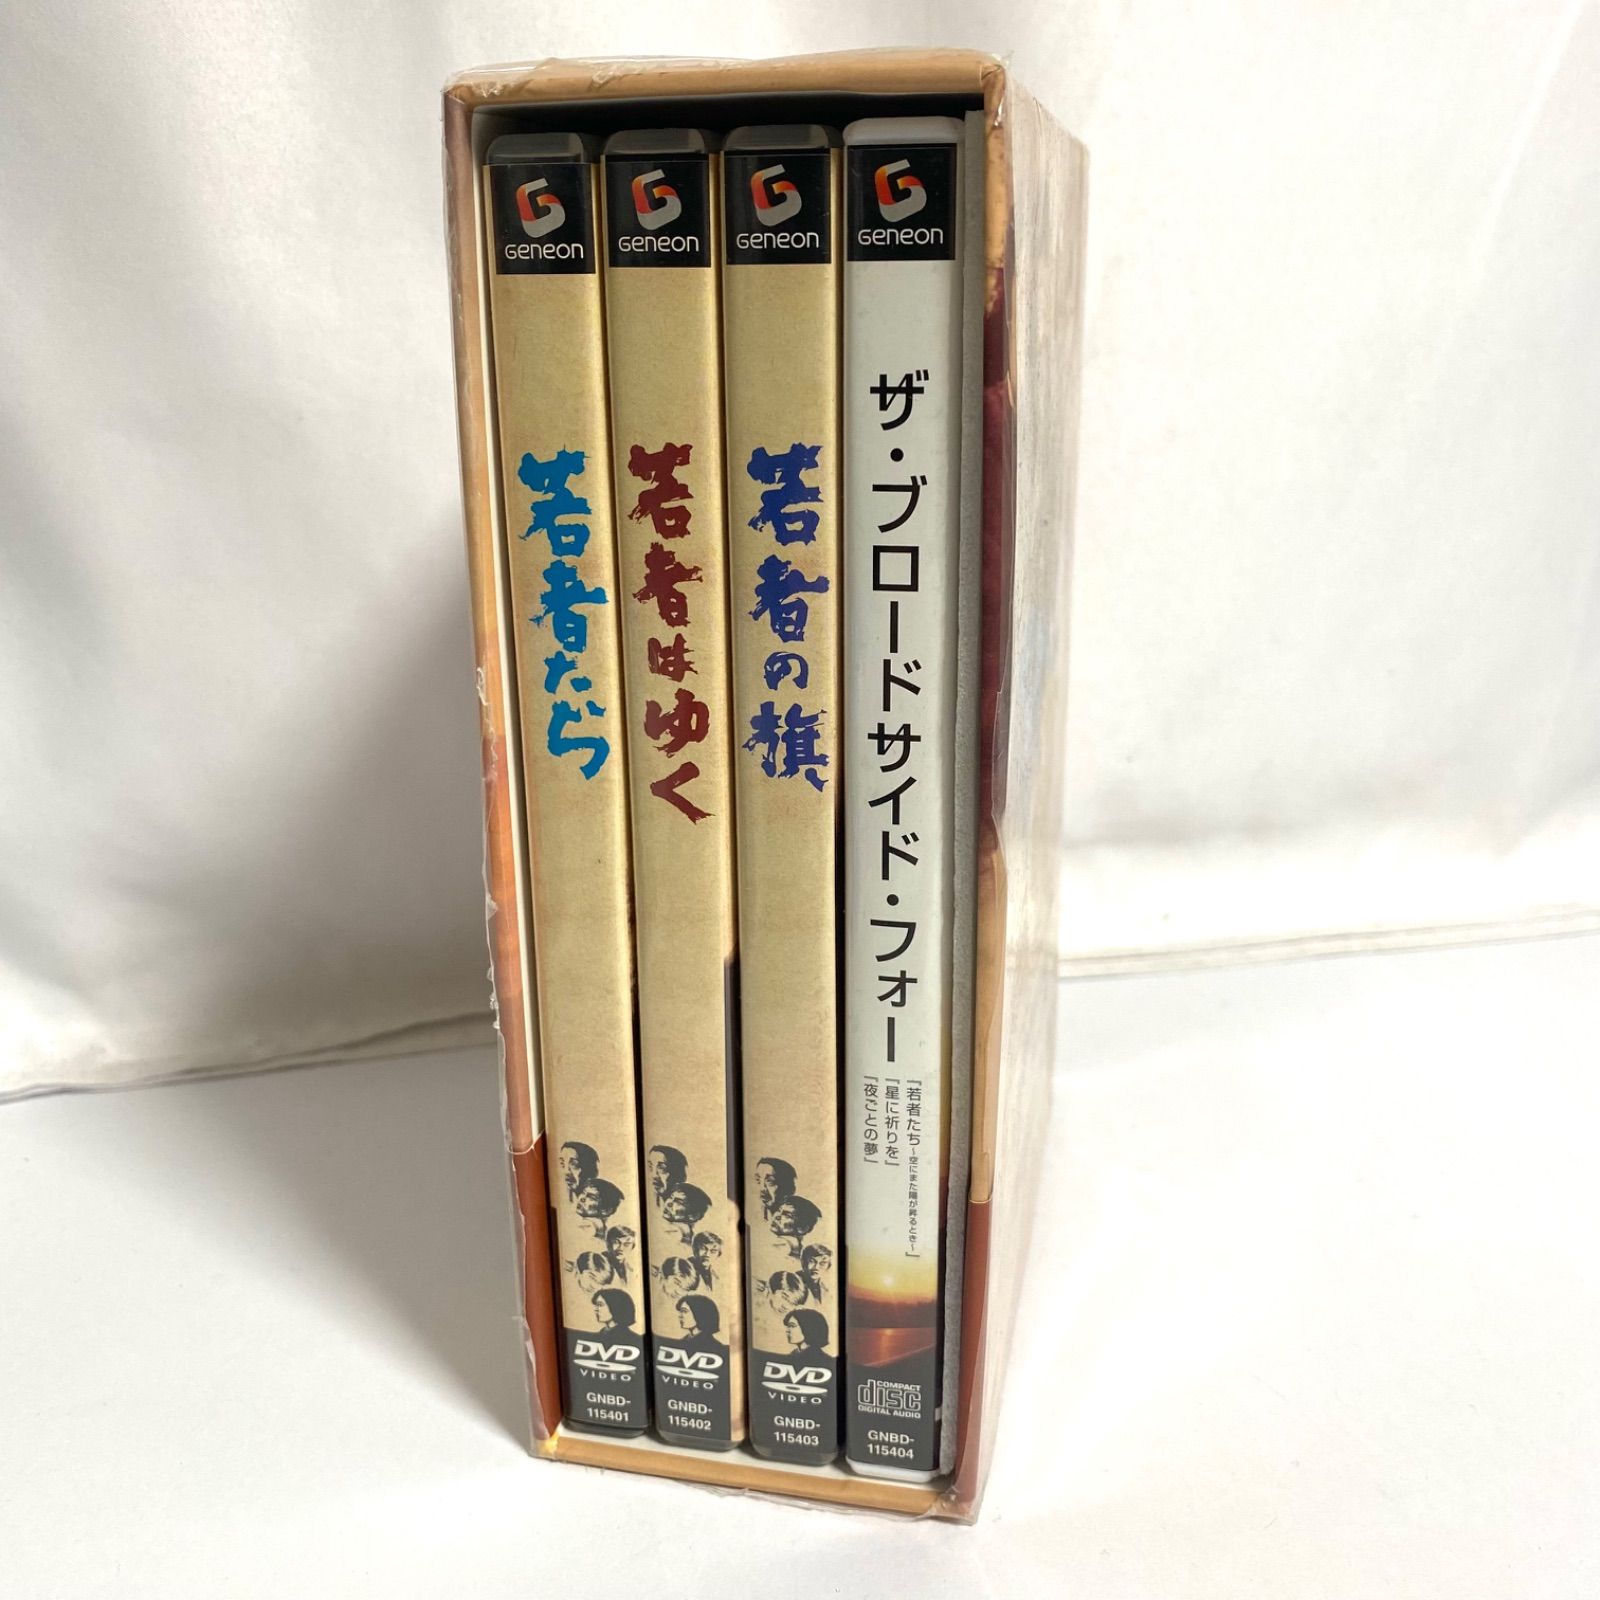 Geneon
若者たち
DVD
VIDEO
GNBD-
115401
Geneon
若者はゆく
DVD
VIDEO
GNBD-
115402
Geneon
若者の旗
DVD
VIDEO
GNBD-
115403
Geneon
ザ・ブロードサイド・フォー
『若者たち〜空にまた陽が昇るとき〜』
『星に祈りを』
『夜ごとの夢』
COMPACT
disc
DIGITAL AUDIO
GNBD-
115404